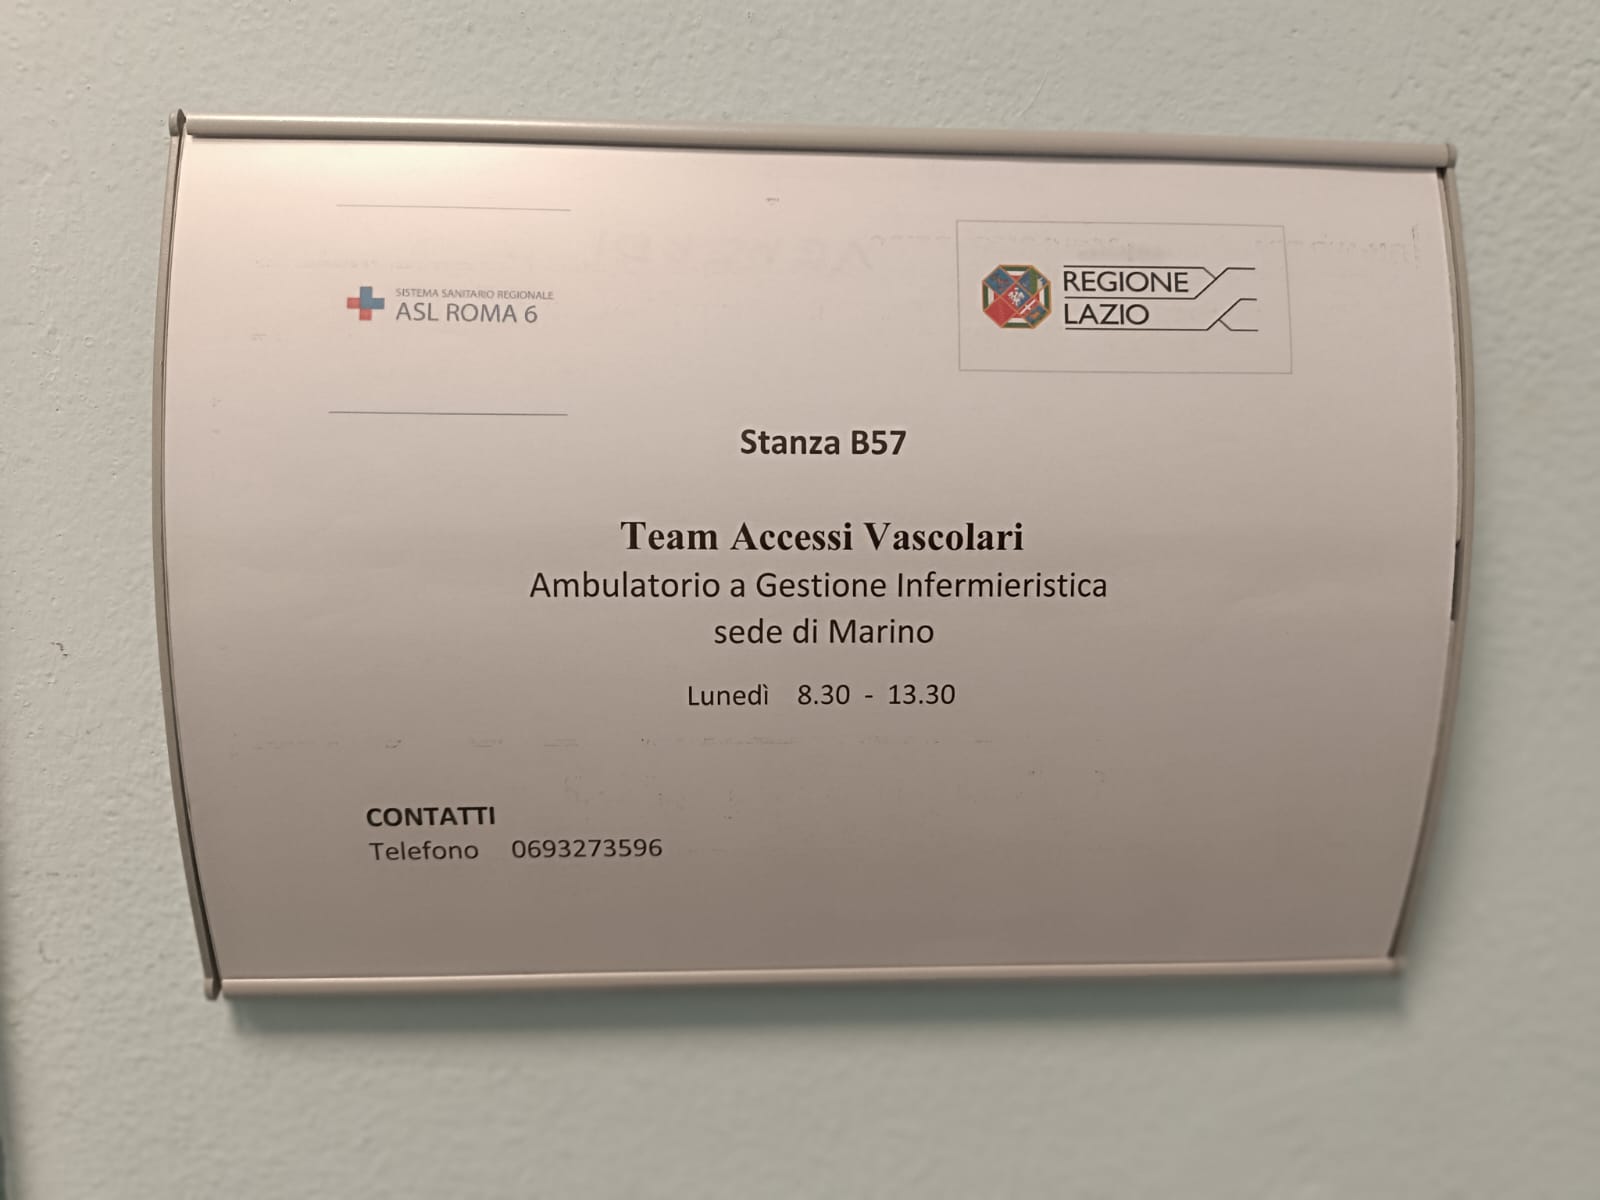 SISTEMA SANITARIO REGIONALE
ASL ROMA 6
REGIONE
LAZIO
Stanza B57
Team Accessi Vascolari
Ambulatorio a Gestione Infermieristica
sede di Marino
Lunedì 8.30 - 13.30
CONTATTI
Telefono 0693273596